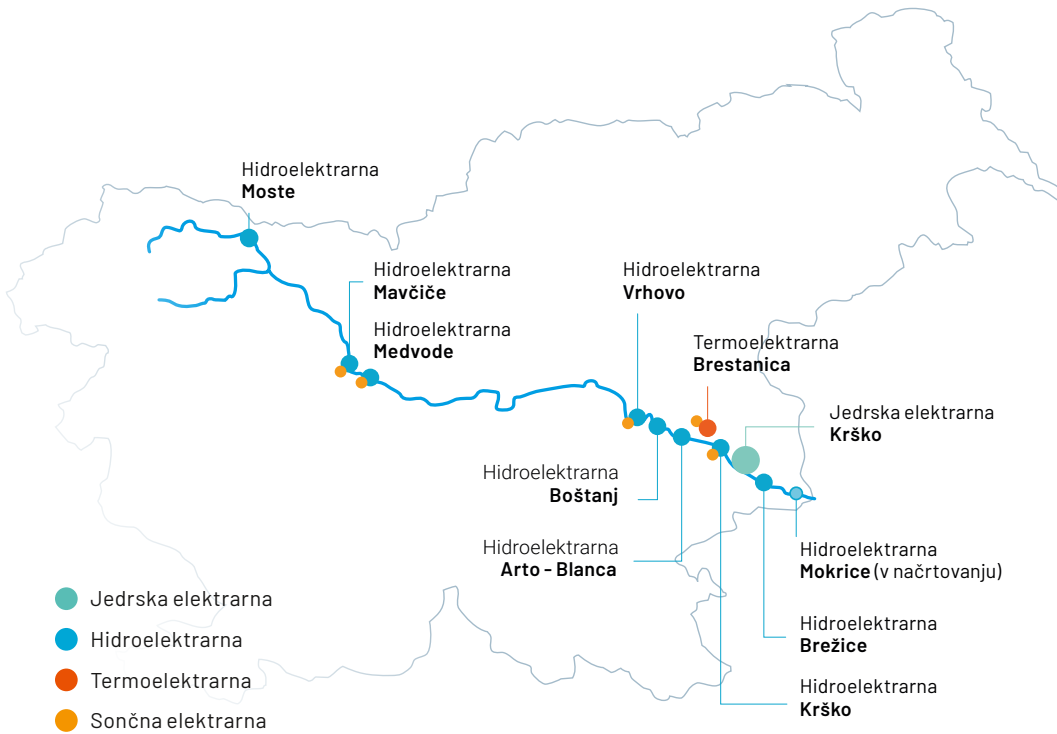 Hidroelektrarna
Moste
Hidroelektrarna
Mavčiče
Hidroelektrarna
Medvode
Hidroelektrarna
Vrhovo
Termoelektrarna
Brestanica
Jedrska elektrarna
Krško
Hidroelektrarna
Boštanj
Hidroelektrarna
Arto - Blanca
Hidroelektrarna
Mokrice (v načrtovanju)
Hidroelektrarna
Brežice
Hidroelektrarna
Krško
Jedrska elektrarna
Hidroelektrarna
Termoelektrarna
Sončna elektrarna